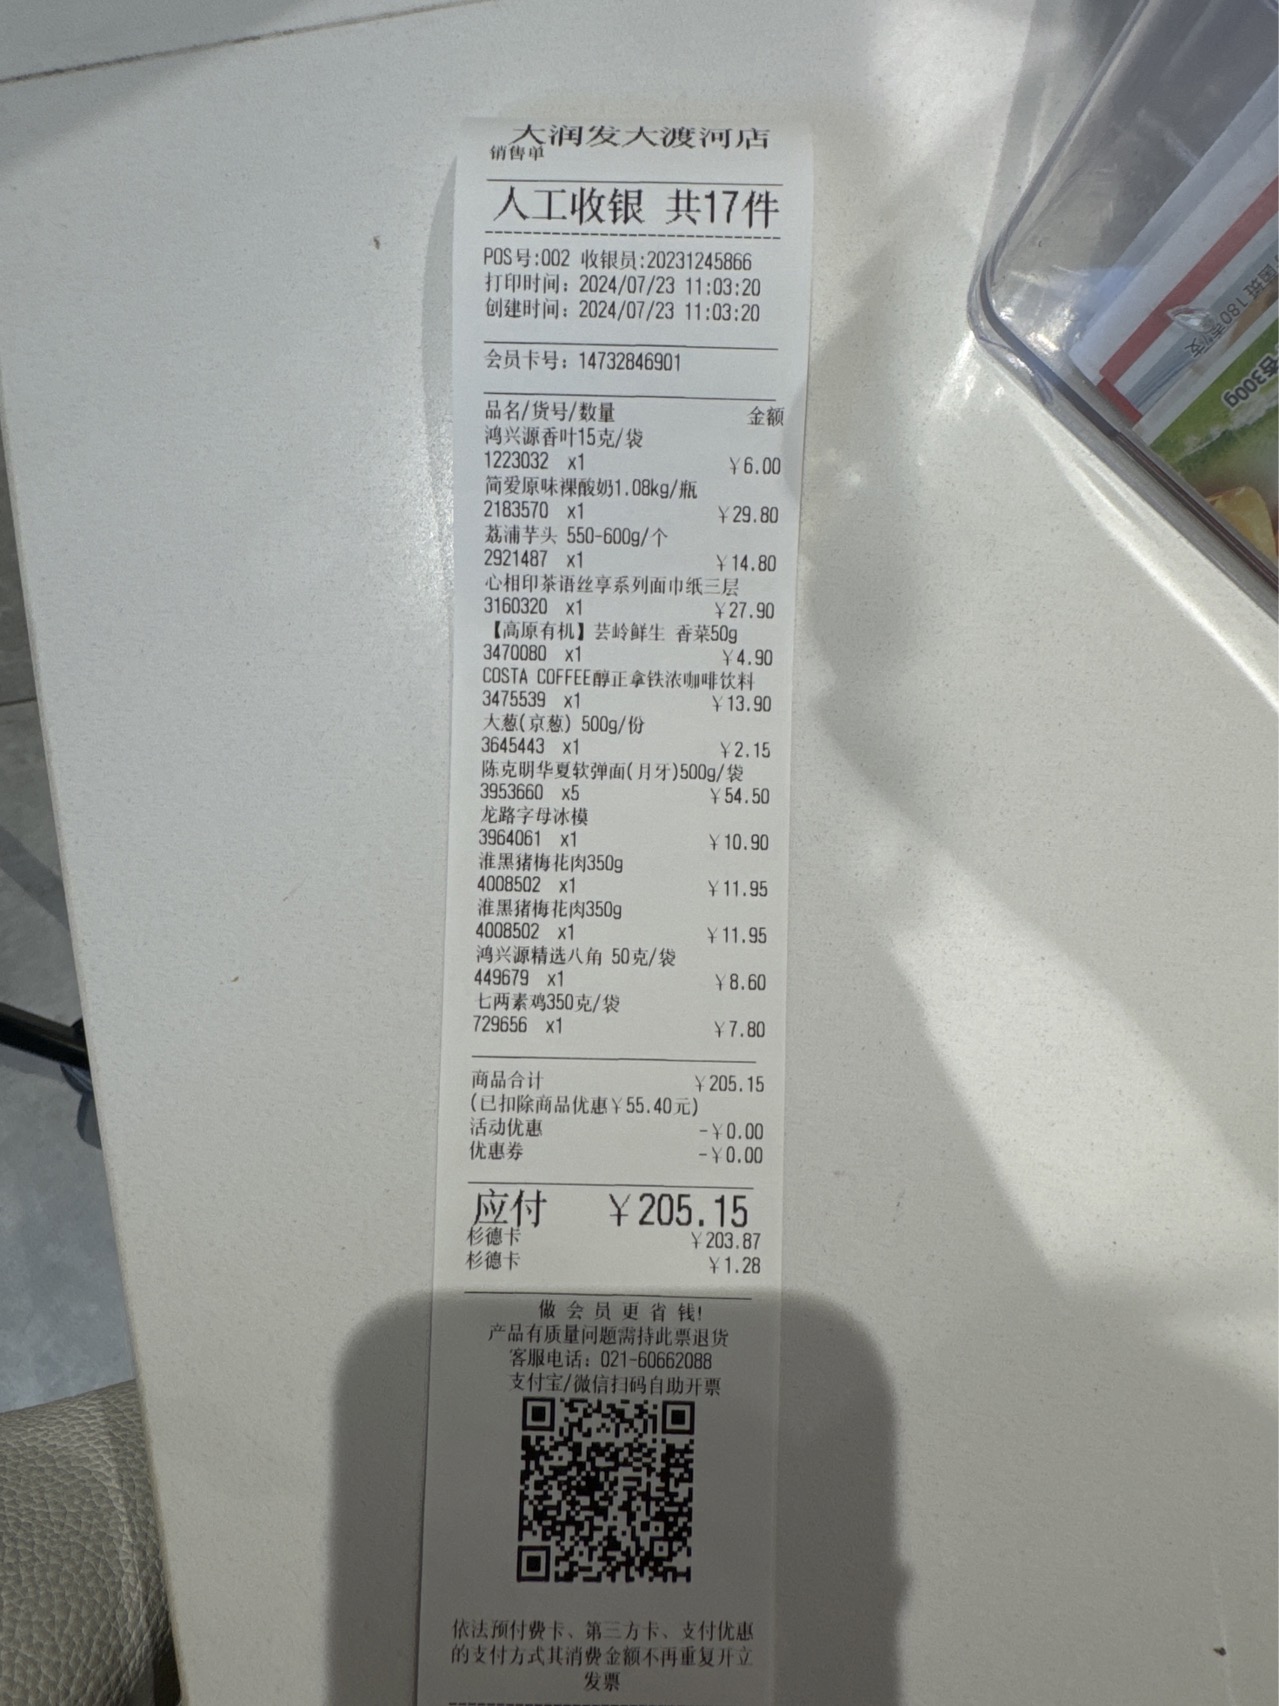 大润发大渡河店
销售单
人工收银 共17件
POS号:002 收银员:20231245866
打印时间: 2024/07/23 11:03:20
创建时间: 2024/07/23 11:03:20
会员卡号: 14732846901
品名/货号/数量 金额
鸿兴源香叶15克/袋
1223032 x1 ¥6.00
简爱原味裸酸奶1.08kg/瓶
2183570 x1 ¥29.80
荔浦芋头 550-600g/个
2921487 x1 ¥14.80
心相印茶语丝享系列面巾纸三层
3160320 x1 ¥27.90
【高原有机】芸岭鲜生 香菜50g
3470080 x1 ¥4.90
COSTA COFFEE醇正拿铁浓咖啡饮料
3475539 x1 ¥13.90
大葱(京葱) 500g/份
3645443 x1 ¥2.15
陈克明华夏软弹面(月牙)500g/袋
3953660 x5 ¥54.50
龙路字母冰模
3964061 x1 ¥10.90
淮黑猪梅花肉350g
4008502 x1 ¥11.95
淮黑猪梅花肉350g
4008502 x1 ¥11.95
鸿兴源精选八角 50克/袋
449679 x1 ¥8.60
七两素鸡350克/袋
729656 x1 ¥7.80
商品合计 ¥205.15
(已扣除商品优惠¥55.40元)
活动优惠 -¥0.00
优惠券 -¥0.00
应付 ¥205.15
杉德卡 ¥203.87
杉德卡 ¥1.28
做会员更省钱!
产品有质量问题需持此票退货
客服电话: 021-60662088
支付宝/微信扫码自助开票
依法预付费卡、第三方卡、支付优惠
的支付方式其消费金额不再重复开立
发票
300g